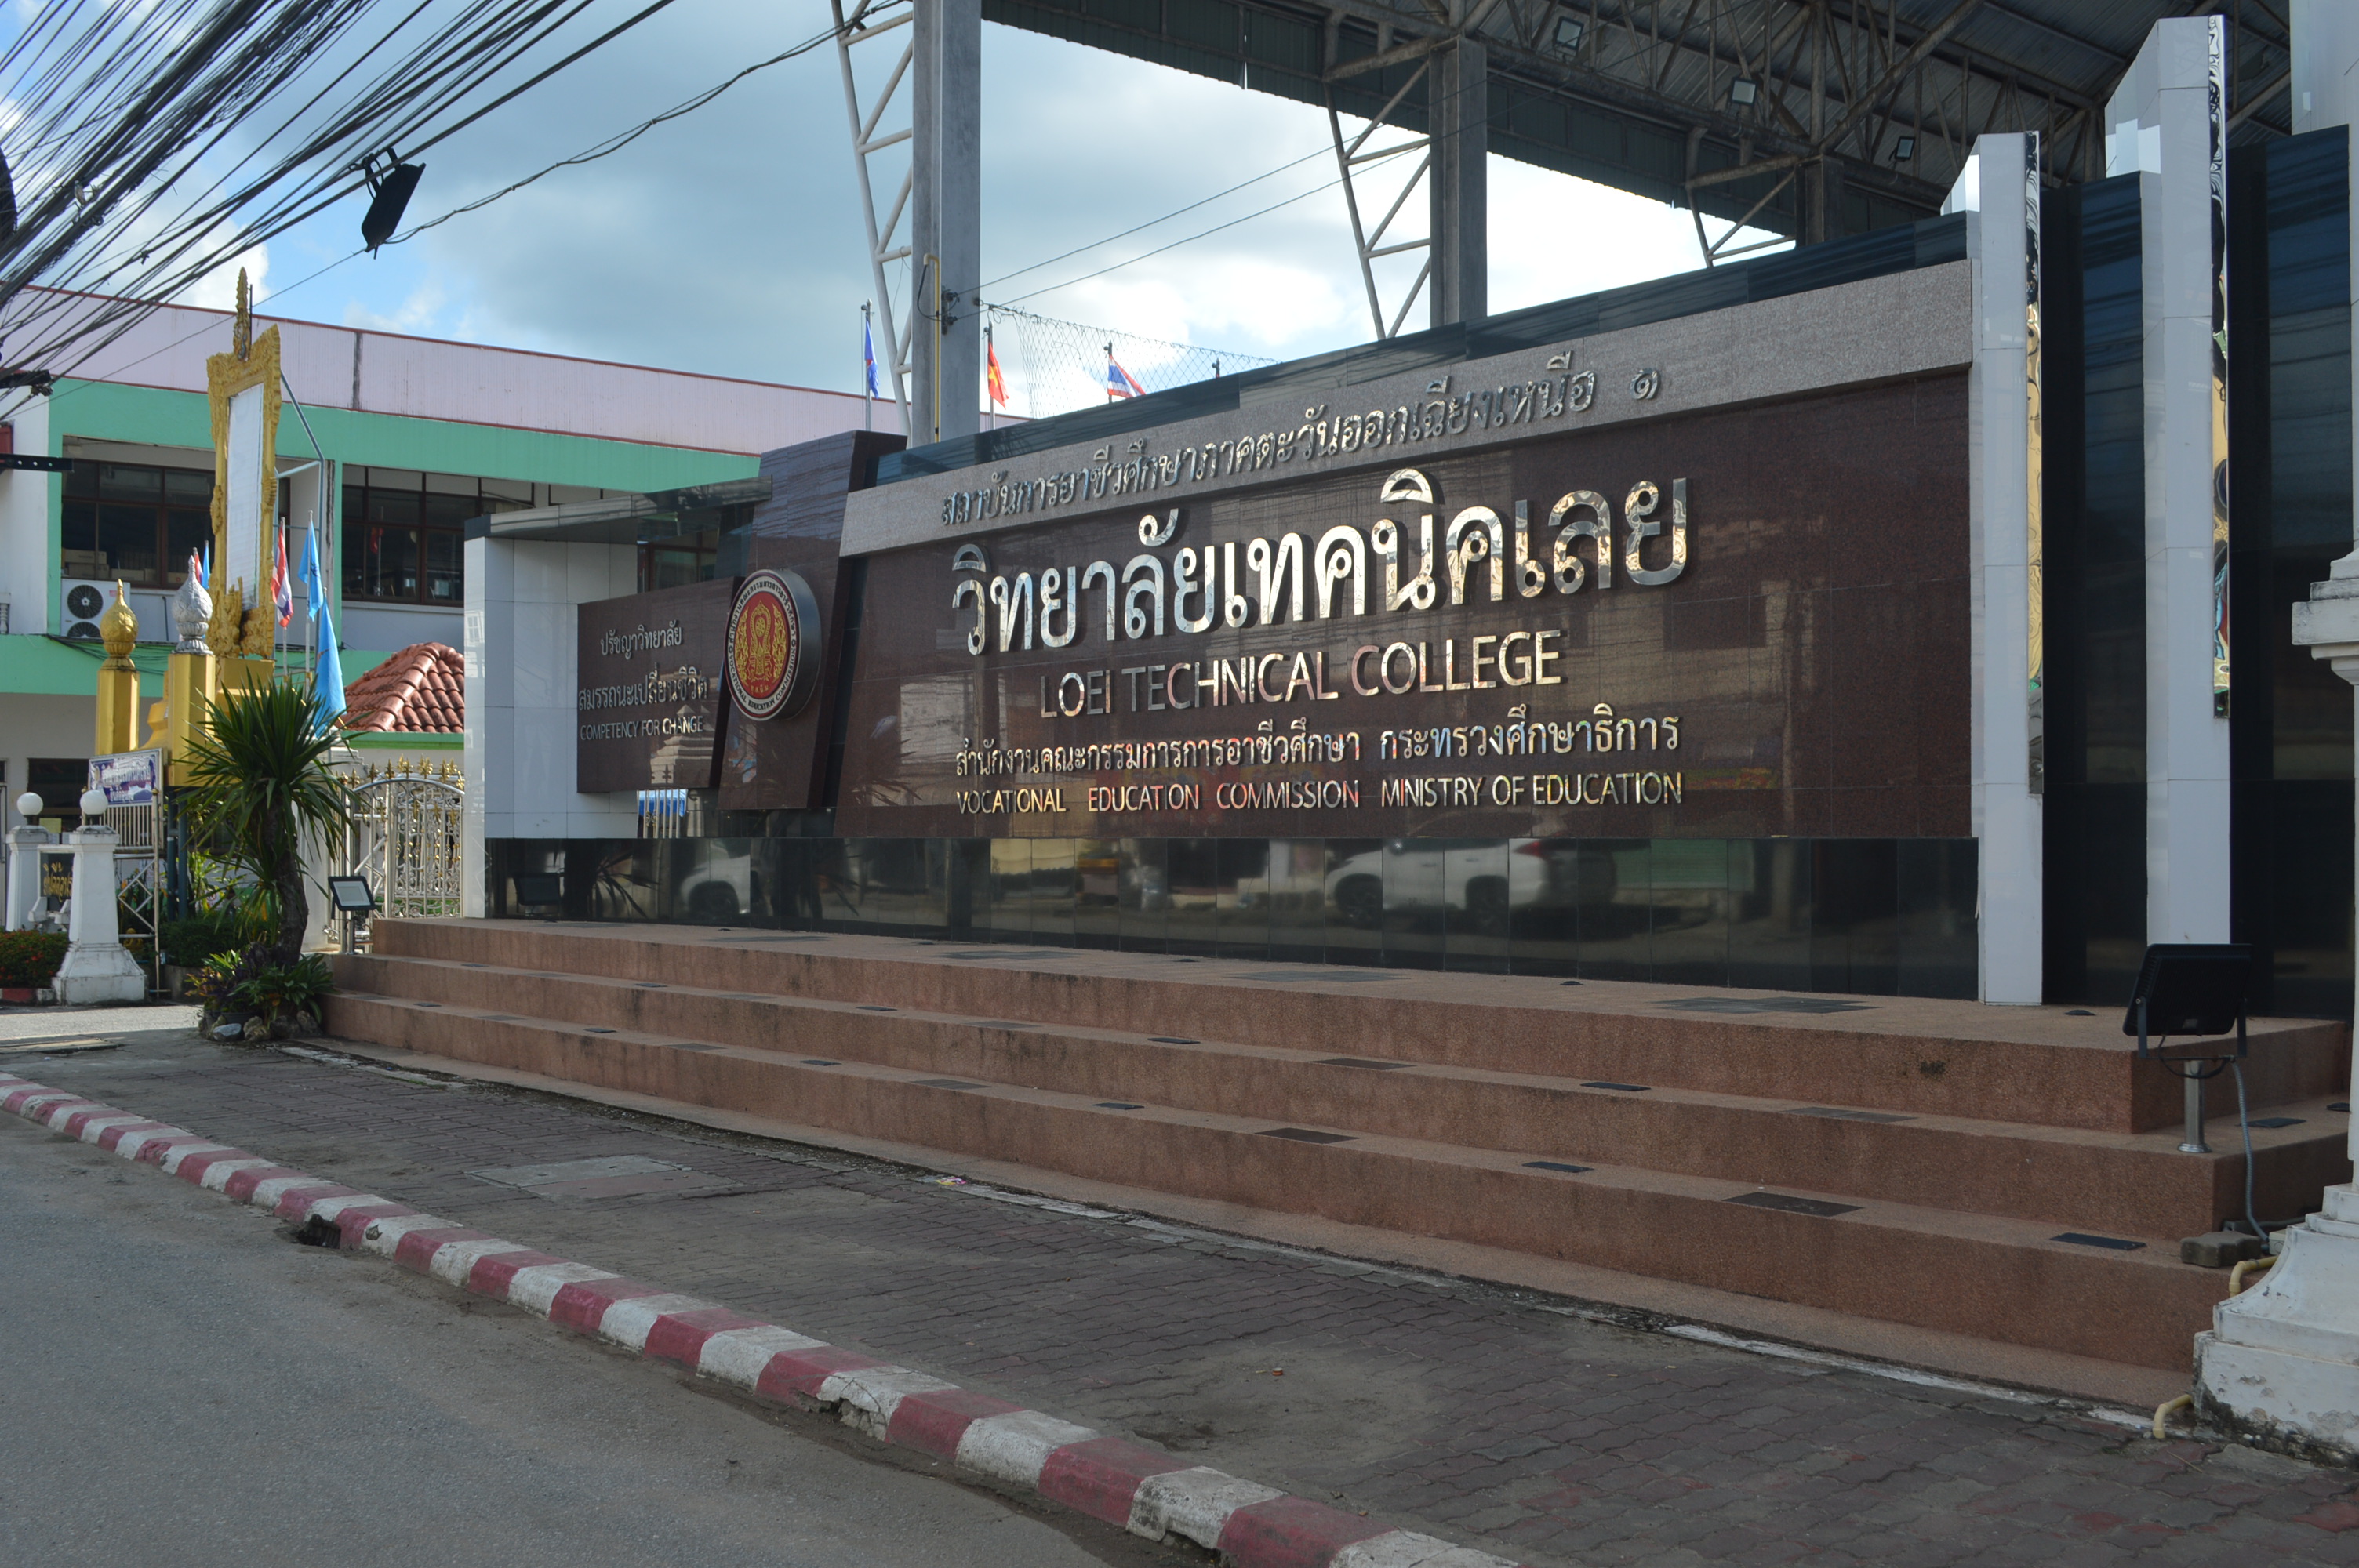 สถาบันการอาชีวศึกษาภาคตะวันออกเฉียงเหนือ ๑
วิทยาลัยเทคนิคเลย
LOEI TECHNICAL COLLEGE
สำนักงานคณะกรรมการการอาชีวศึกษา กระทรวงศึกษาธิการ
VOCATIONAL EDUCATION COMMISSION MINISTRY OF EDUCATION
ปรัชญาวิทยาลัย
สมรรถนะเปลี่ยนชีวิต
COMPETENCY FOR CHANGE
VOCATIONAL EDUCATION COMMISSION